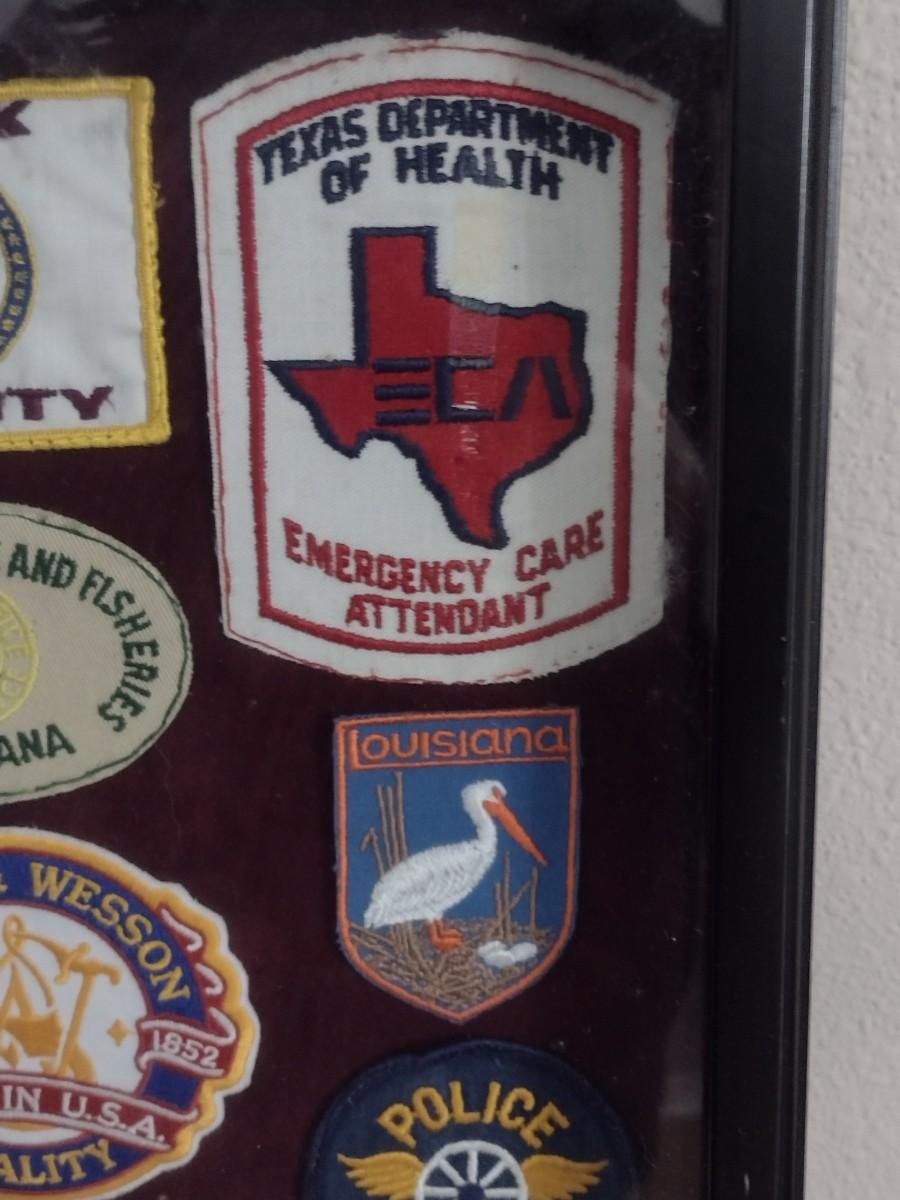 TEXAS DEPARTMENT
OF HEALTH
ECA
EMERGENCY CARE
ATTENDANT
K
ITY
AND FISHERIES
ANA
Louisiana
& WESSON
1852
IN U.S.A.
ALITY
POLICE